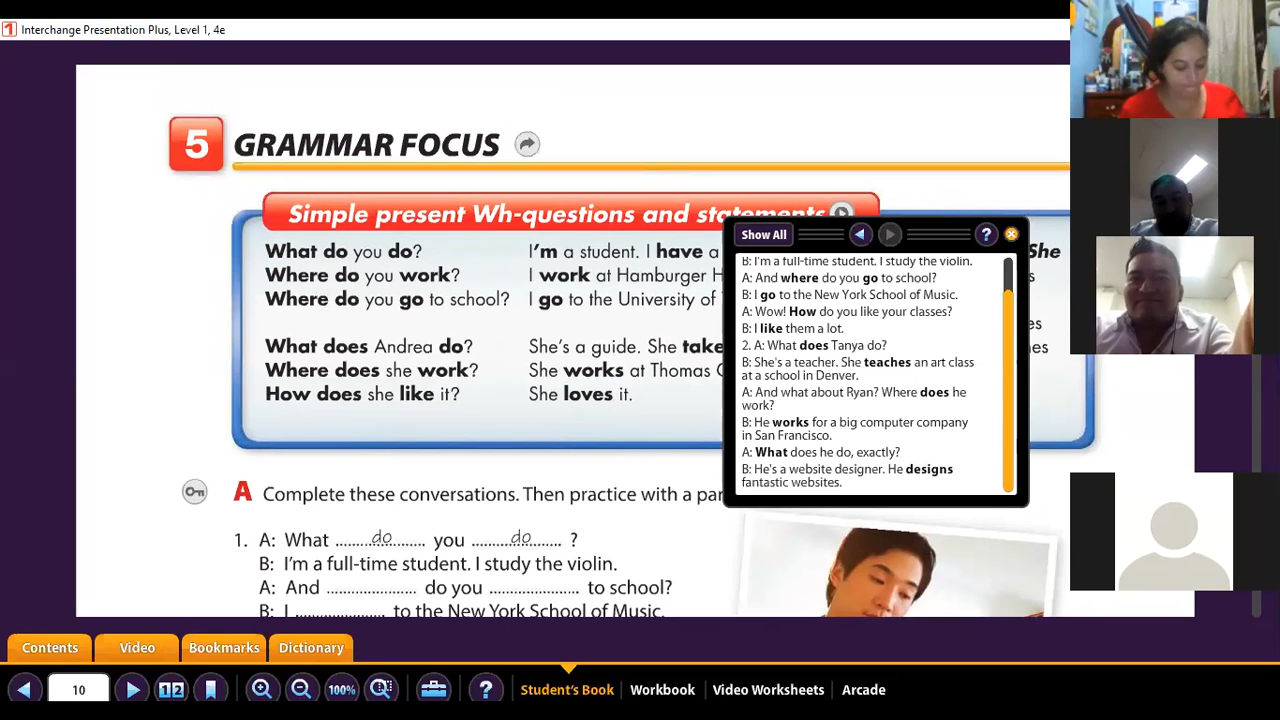 Interchange Presentation Plus, Level 1, 4e
5 GRAMMAR FOCUS
Simple present Wh-questions and statements
What do you do? I'm a student. I have a She
Where do you work? I work at Hamburger H s
Where do you go to school? I go to the University of
es
What does Andrea do? She's a guide. She take nes
Where does she work? She works at Thomas C
How does she like it? She loves it.
Show All
?
B: I'm a full-time student. I study the violin.
A: And where do you go to school?
B: I go to the New York School of Music.
A: Wow! How do you like your classes?
B: I like them a lot.
2. A: What does Tanya do?
B: She's a teacher. She teaches an art class
at a school in Denver.
A: And what about Ryan? Where does he
work?
B: He works for a big computer company
in San Francisco.
A: What does he do, exactly?
B: He's a website designer. He designs
fantastic websites.
A Complete these conversations. Then practice with a par
1. A: What ....do.... you ....do.... ?
B: I'm a full-time student. I study the violin.
A: And .................. do you .................. to school?
B: I .................. to the New York School of Music.
Contents Video Bookmarks Dictionary
10 1 2 100% ? Student's Book Workbook Video Worksheets Arcade